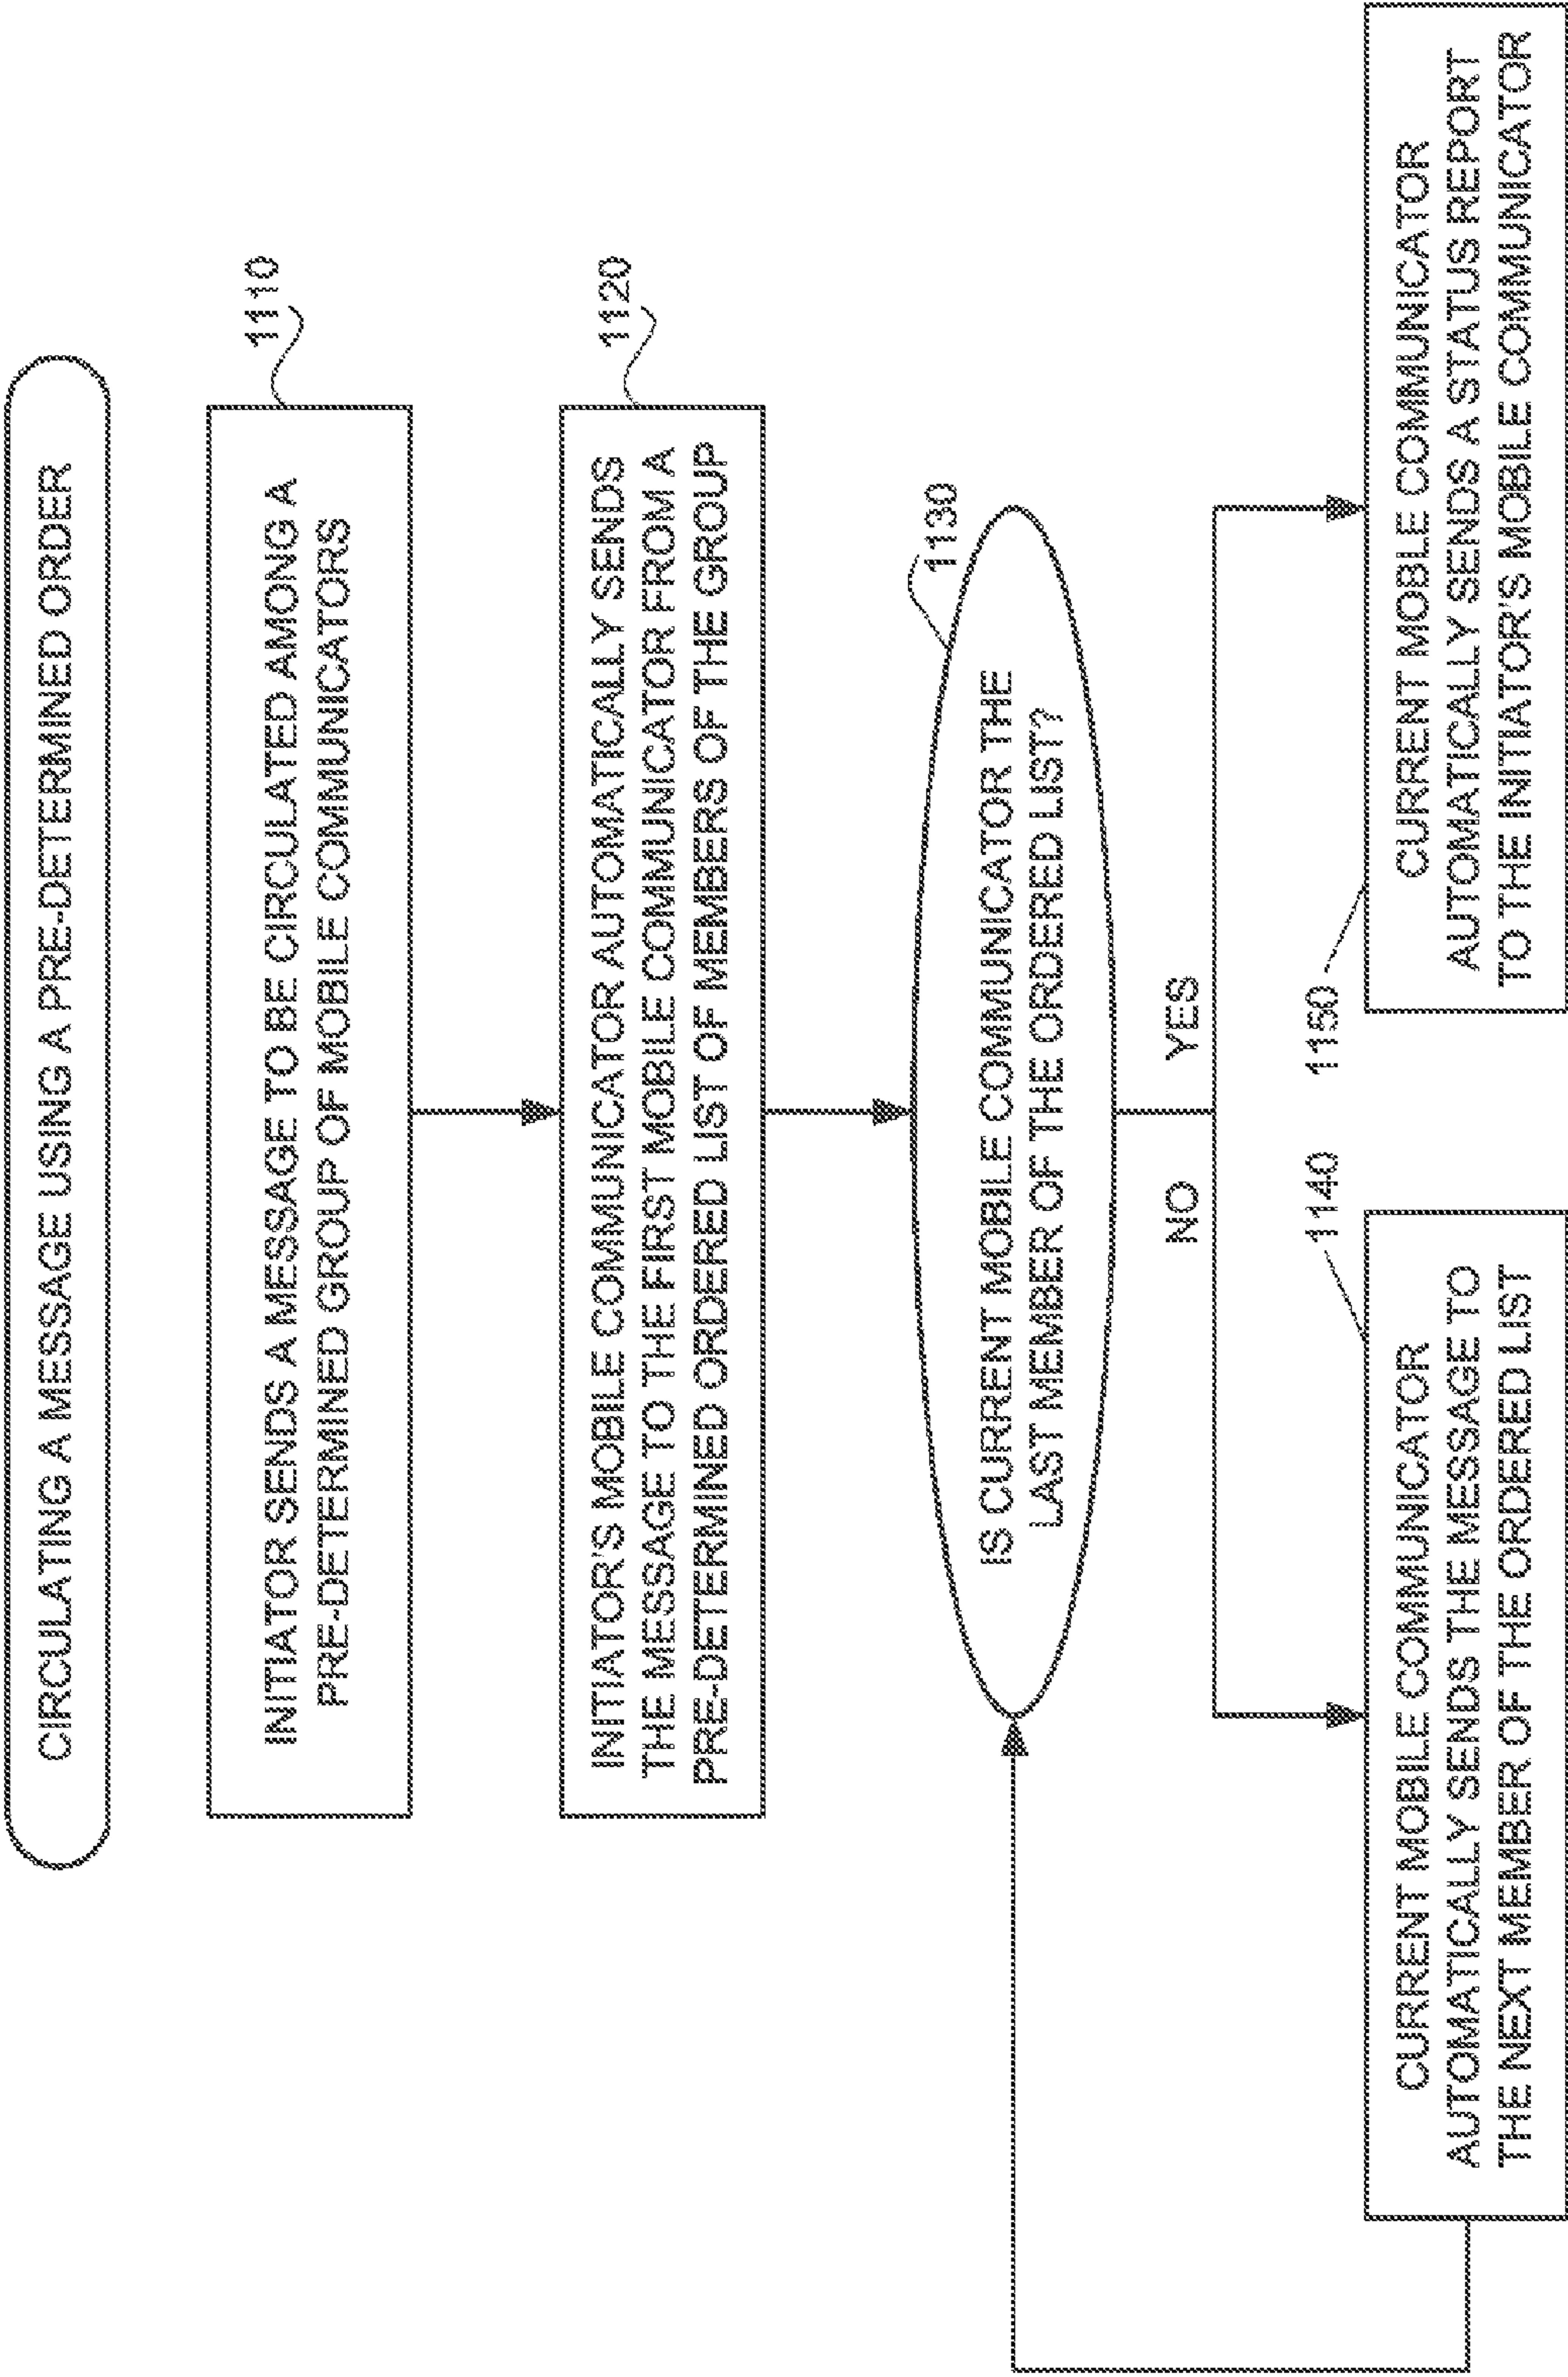 CIRCULATING A MESSAGE USING A PRE-DETERMINED ORDER
1110
INITIATOR SENDS A MESSAGE TO BE CIRCULATED AMONG A
PRE-DETERMINED GROUP OF MOBILE COMMUNICATORS
1120
INITIATOR'S MOBILE COMMUNICATOR AUTOMATICALLY SENDS
THE MESSAGE TO THE FIRST MOBILE COMMUNICATOR FROM A
PRE-DETERMINED ORDERED LIST OF MEMBERS OF THE GROUP
1130
IS CURRENT MOBILE COMMUNICATOR THE
LAST MEMBER OF THE ORDERED LIST?
NO
YES
1140
CURRENT MOBILE COMMUNICATOR
AUTOMATICALLY SENDS THE MESSAGE TO
THE NEXT MEMBER OF THE ORDERED LIST
1150
CURRENT MOBILE COMMUNICATOR
AUTOMATICALLY SENDS A STATUS REPORT
TO THE INITIATOR'S MOBILE COMMUNICATOR